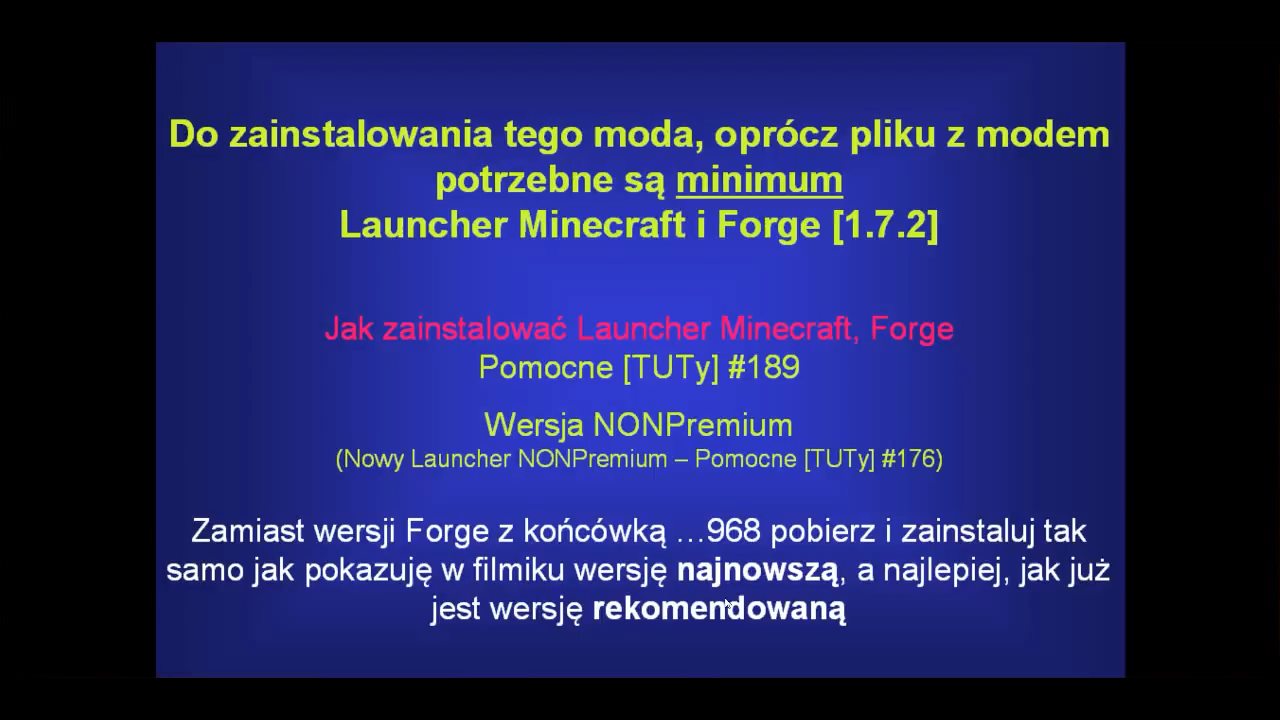 Do zainstalowania tego moda, oprócz pliku z modem
potrzebne są minimum
Launcher Minecraft i Forge [1.7.2]
Jak zainstalować Launcher Minecraft, Forge
Pomocne [TUTy] #189
Wersja NONPremium
(Nowy Launcher NONPremium – Pomocne [TUTy] #176)
Zamiast wersji Forge z końcówką …968 pobierz i zainstaluj tak
samo jak pokazuję w filmiku wersję najnowszą, a najlepiej, jak już
jest wersję rekomendowaną